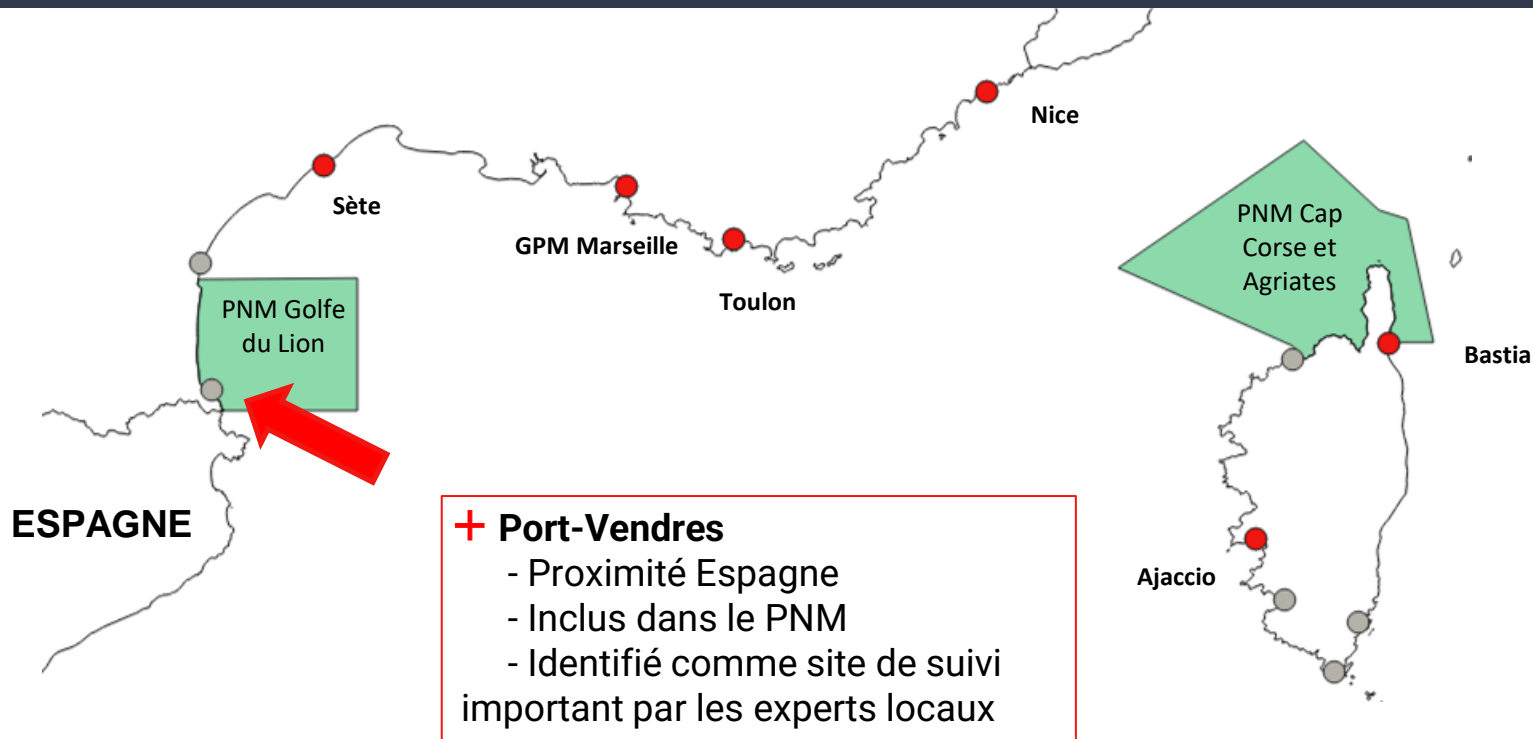 Nice
Sète
GPM Marseille
Toulon
PNM Golfe
du Lion
PNM Cap
Corse et
Agriates
Bastia
ESPAGNE
Ajaccio
+ Port-Vendres
- Proximité Espagne
- Inclus dans le PNM
- Identifié comme site de suivi
important par les experts locaux